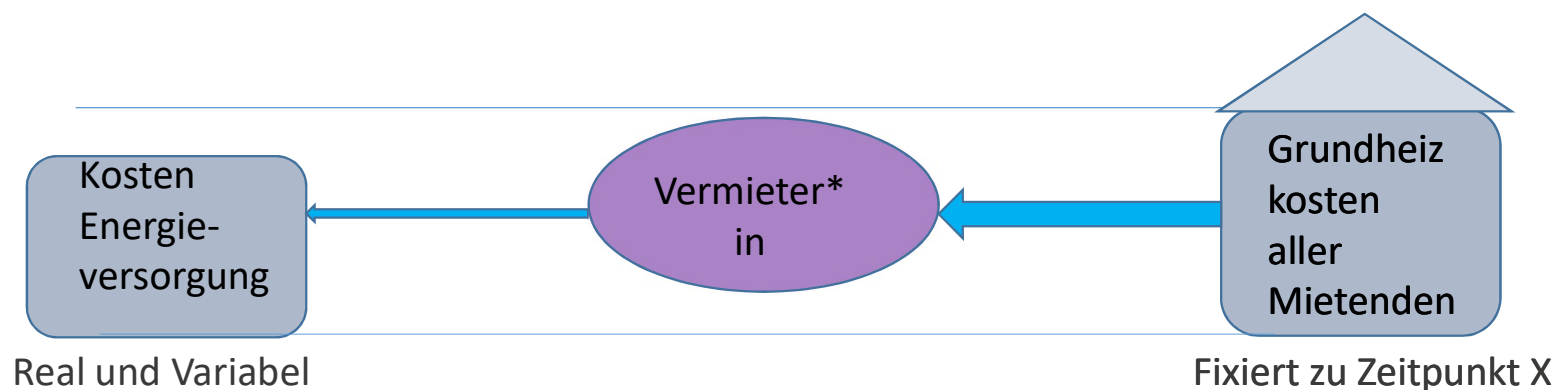 Kosten
Energie-
versorgung
Real und Variabel
Vermieter*
in
Grundheiz
kosten
aller
Mietenden
Fixiert zu Zeitpunkt X